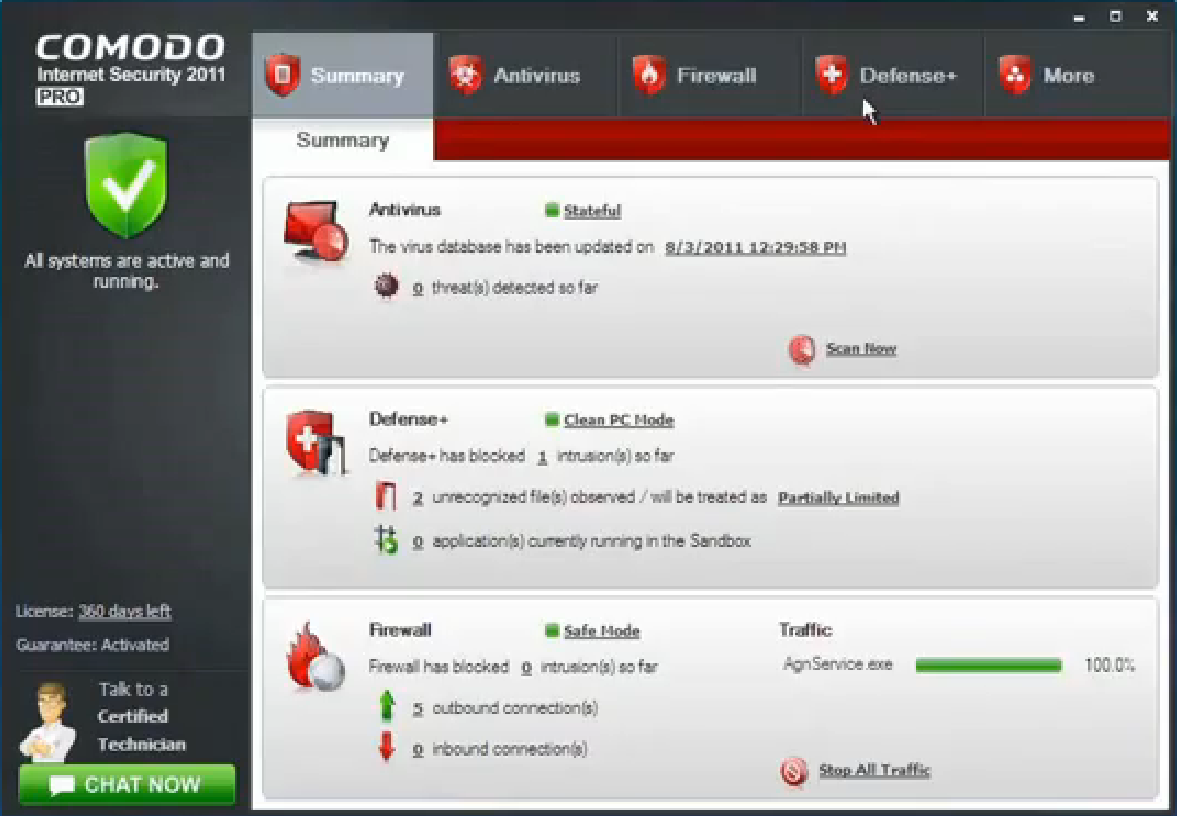 COMODO
Internet Security 2011
PRO
Summary
Antivirus
Firewall
Defense+
More
Summary
All systems are active and
running.
Antivirus
Stateful
The virus database has been updated on 8/3/2011 12:29:58 PM
0 threat(s) detected so far
Scan Now
Defense+
Clean PC Mode
Defense+ has blocked 1 intrusion(s) so far
2 unrecognized file(s) observed / will be treated as Partially Limited
0 application(s) currently running in the Sandbox
Firewall
Safe Mode
Firewall has blocked 0 intrusion(s) so far
5 outbound connection(s)
0 inbound connection(s)
Traffic
AgnService.exe 100.0%
Stop All Traffic
License: 360 days left
Guarantee: Activated
Talk to a
Certified
Technician
CHAT NOW